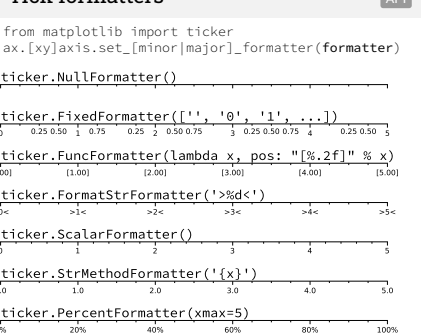 Tick formatters
API
from matplotlib import ticker
ax.[xy]axis.set_[minor|major]_formatter(formatter)
ticker.NullFormatter()
ticker.FixedFormatter(['', '0', '1', ...])
0 0.25 0.50 1 0.75 2 0.50 0.75 3 0.25 0.50 0.75 4 0.25 0.50 5
ticker.FuncFormatter(lambda x, pos: "[%.2f]" % x)
00] [1.00] [2.00] [3.00] [4.00] [5.00]
ticker.FormatStrFormatter('>%d<')
0< >1< >2< >3< >4< >5<
ticker.ScalarFormatter()
0 1 2 3 4 5
ticker.StrMethodFormatter('{x}')
.0 1.0 2.0 3.0 4.0 5.0
ticker.PercentFormatter(xmax=5)
% 20% 40% 60% 80% 100%